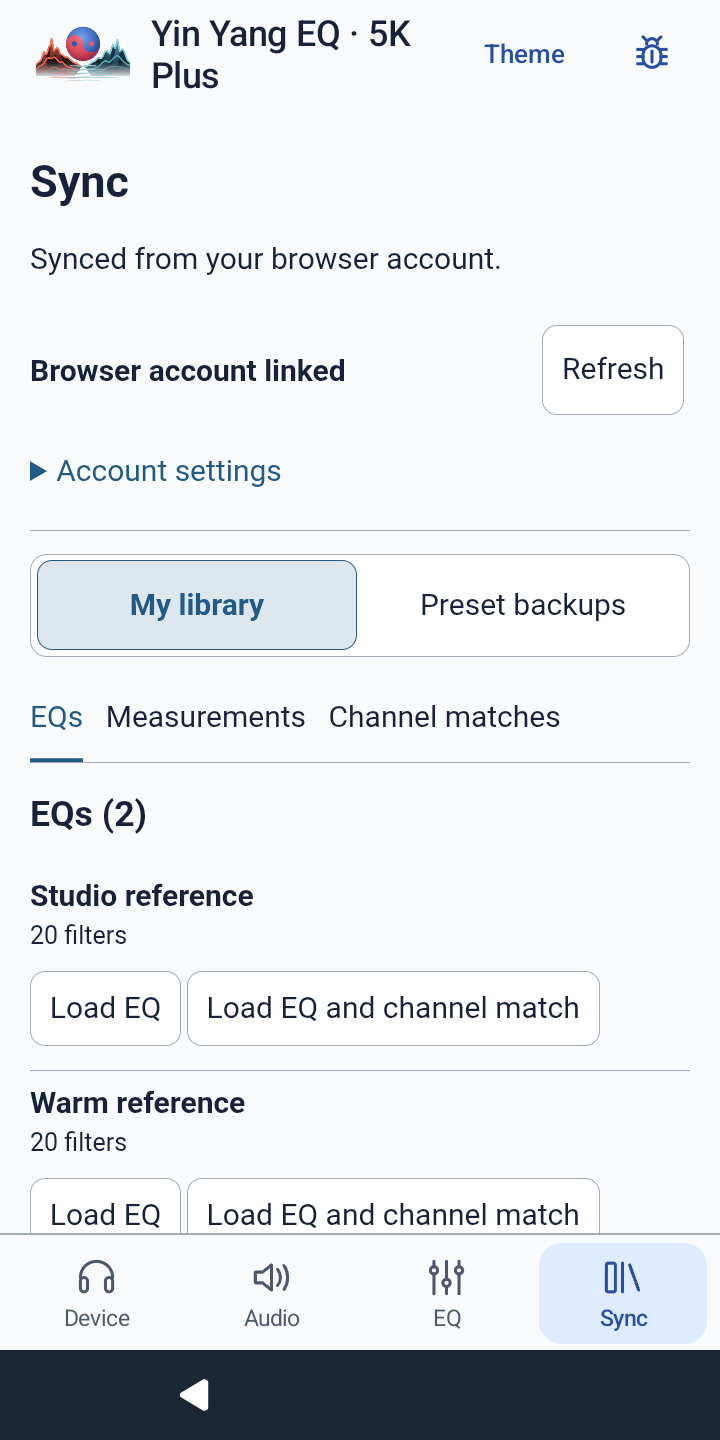 Yin Yang EQ · 5K
Plus
Theme
Sync
Synced from your browser account.
Browser account linked
Refresh
Account settings
My library
Preset backups
EQs
Measurements
Channel matches
EQs (2)
Studio reference
20 filters
Load EQ
Load EQ and channel match
Warm reference
20 filters
Load EQ
Load EQ and channel match
Device
Audio
EQ
Sync